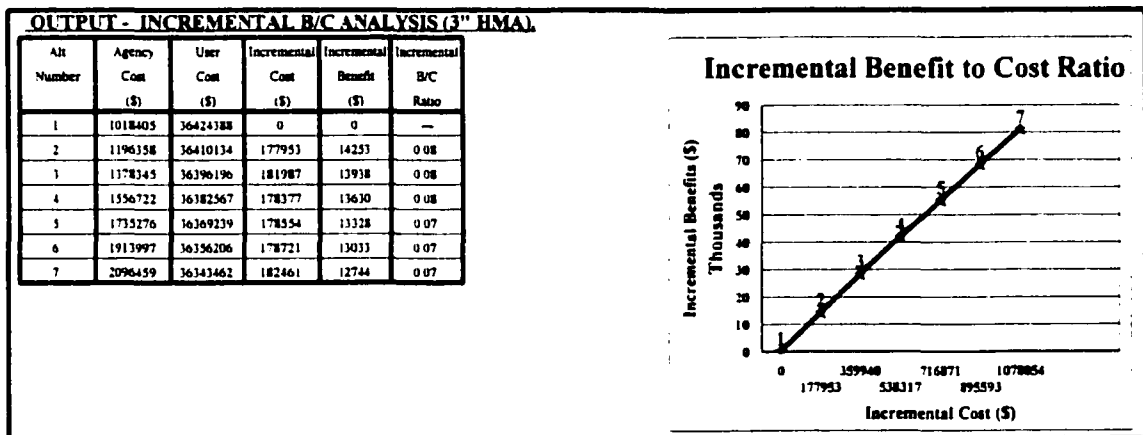 OUTPUT - INCREMENTAL B/C ANALYSIS (3" HMA).
Alt Number Agency Cost ($) User Cost ($) Incremental Cost ($) Incremental Benefit ($) Incremental B/C Ratio
1 1018405 36424388 0 0 —
2 1196358 36410134 177953 14253 0 08
3 1378345 36396196 181987 13938 0 08
4 1556722 36382567 178377 13630 0 08
5 1735276 36369239 178554 13328 0 07
6 1913997 36356206 178721 13033 0 07
7 2096459 36343462 182461 12744 0 07
Incremental Benefit to Cost Ratio
Incremental Benefits ($)
Thousands
90
80
70
60
50
40
30
20
10
0
1
2
3
4
5
6
7
0 359940 716871 1078054
177953 538317 895593
Incremental Cost ($)